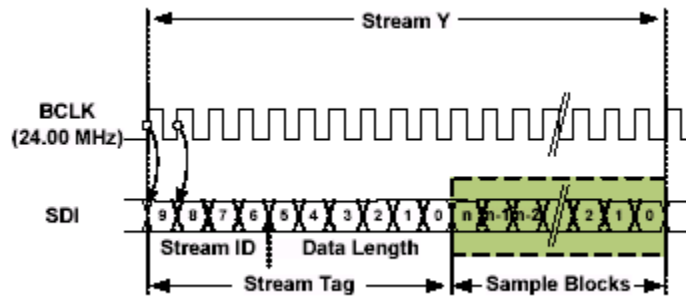 Stream Y
BCLK
(24.00 MHz)
SDI
9 8 7 6 5 4 3 2 1 0 n n-1 n-2 2 1 0
Stream ID Data Length
Stream Tag Sample Blocks